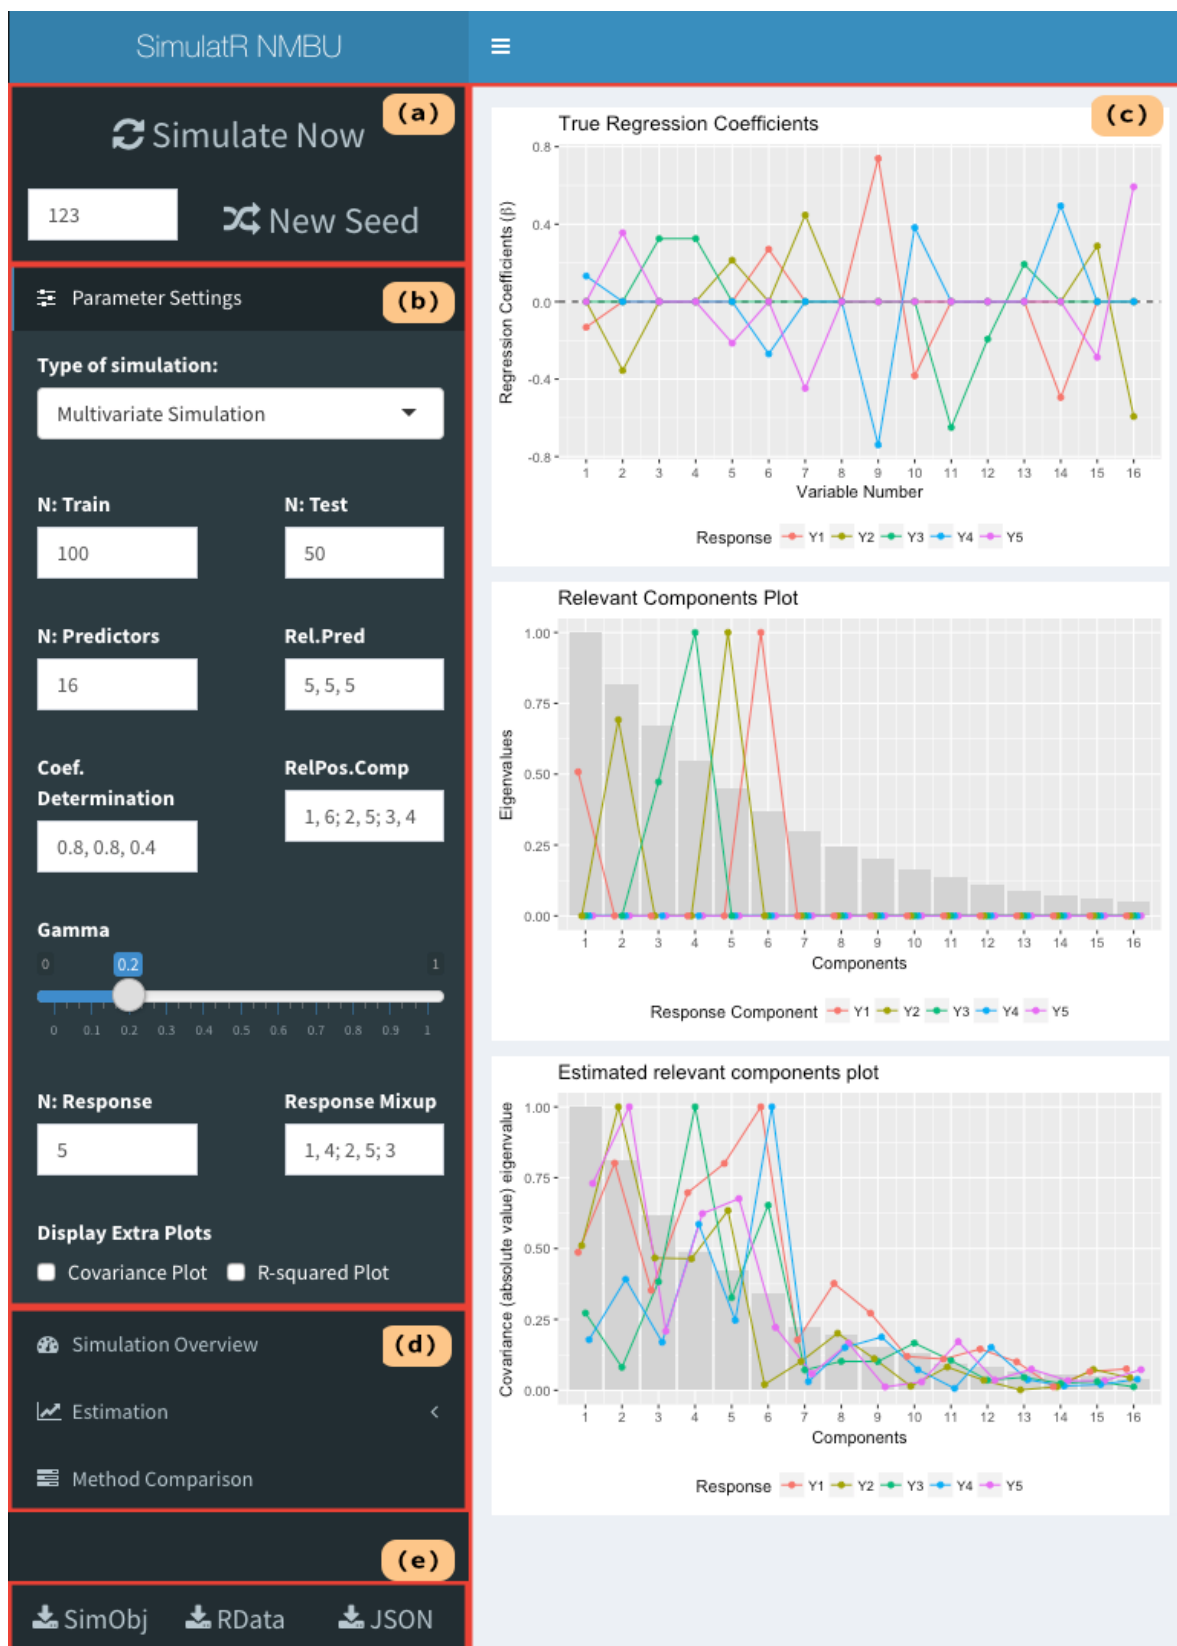 SimulatR NMBU
(a)
Simulate Now
123
New Seed
Parameter Settings
(b)
Type of simulation:
Multivariate Simulation
N: Train
N: Test
100
50
N: Predictors
Rel.Pred
16
5, 5, 5
Coef.
Determination
RelPos.Comp
0.8, 0.8, 0.4
1, 6; 2, 5; 3, 4
Gamma
0 0.2 1
0 0.1 0.2 0.3 0.4 0.5 0.6 0.7 0.8 0.9 1
N: Response
Response Mixup
5
1, 4; 2, 5; 3
Display Extra Plots
Covariance Plot
R-squared Plot
Simulation Overview
(d)
Estimation
Method Comparison
(e)
SimObj
RData
JSON
(c)
True Regression Coefficients
Regression Coefficients (β)
0.8
0.4
0.0
-0.4
-0.8
1 2 3 4 5 6 7 8 9 10 11 12 13 14 15 16
Variable Number
Response Y1 Y2 Y3 Y4 Y5
Relevant Components Plot
Eigenvalues
1.00
0.75
0.50
0.25
0.00
1 2 3 4 5 6 7 8 9 10 11 12 13 14 15 16
Components
Response Component Y1 Y2 Y3 Y4 Y5
Estimated relevant components plot
Covariance (absolute value) eigenvalue
1.00
0.75
0.50
0.25
0.00
1 2 3 4 5 6 7 8 9 10 11 12 13 14 15 16
Components
Response Y1 Y2 Y3 Y4 Y5